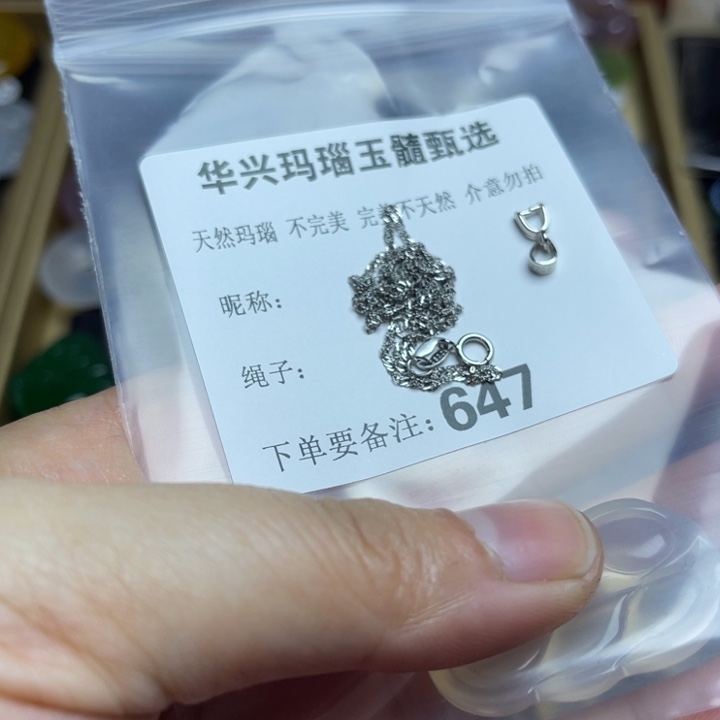 华兴玛瑙玉髓甄选
天然玛瑙 不完美 完美不天然 介意勿拍
昵称：
绳子：
下单要备注：647